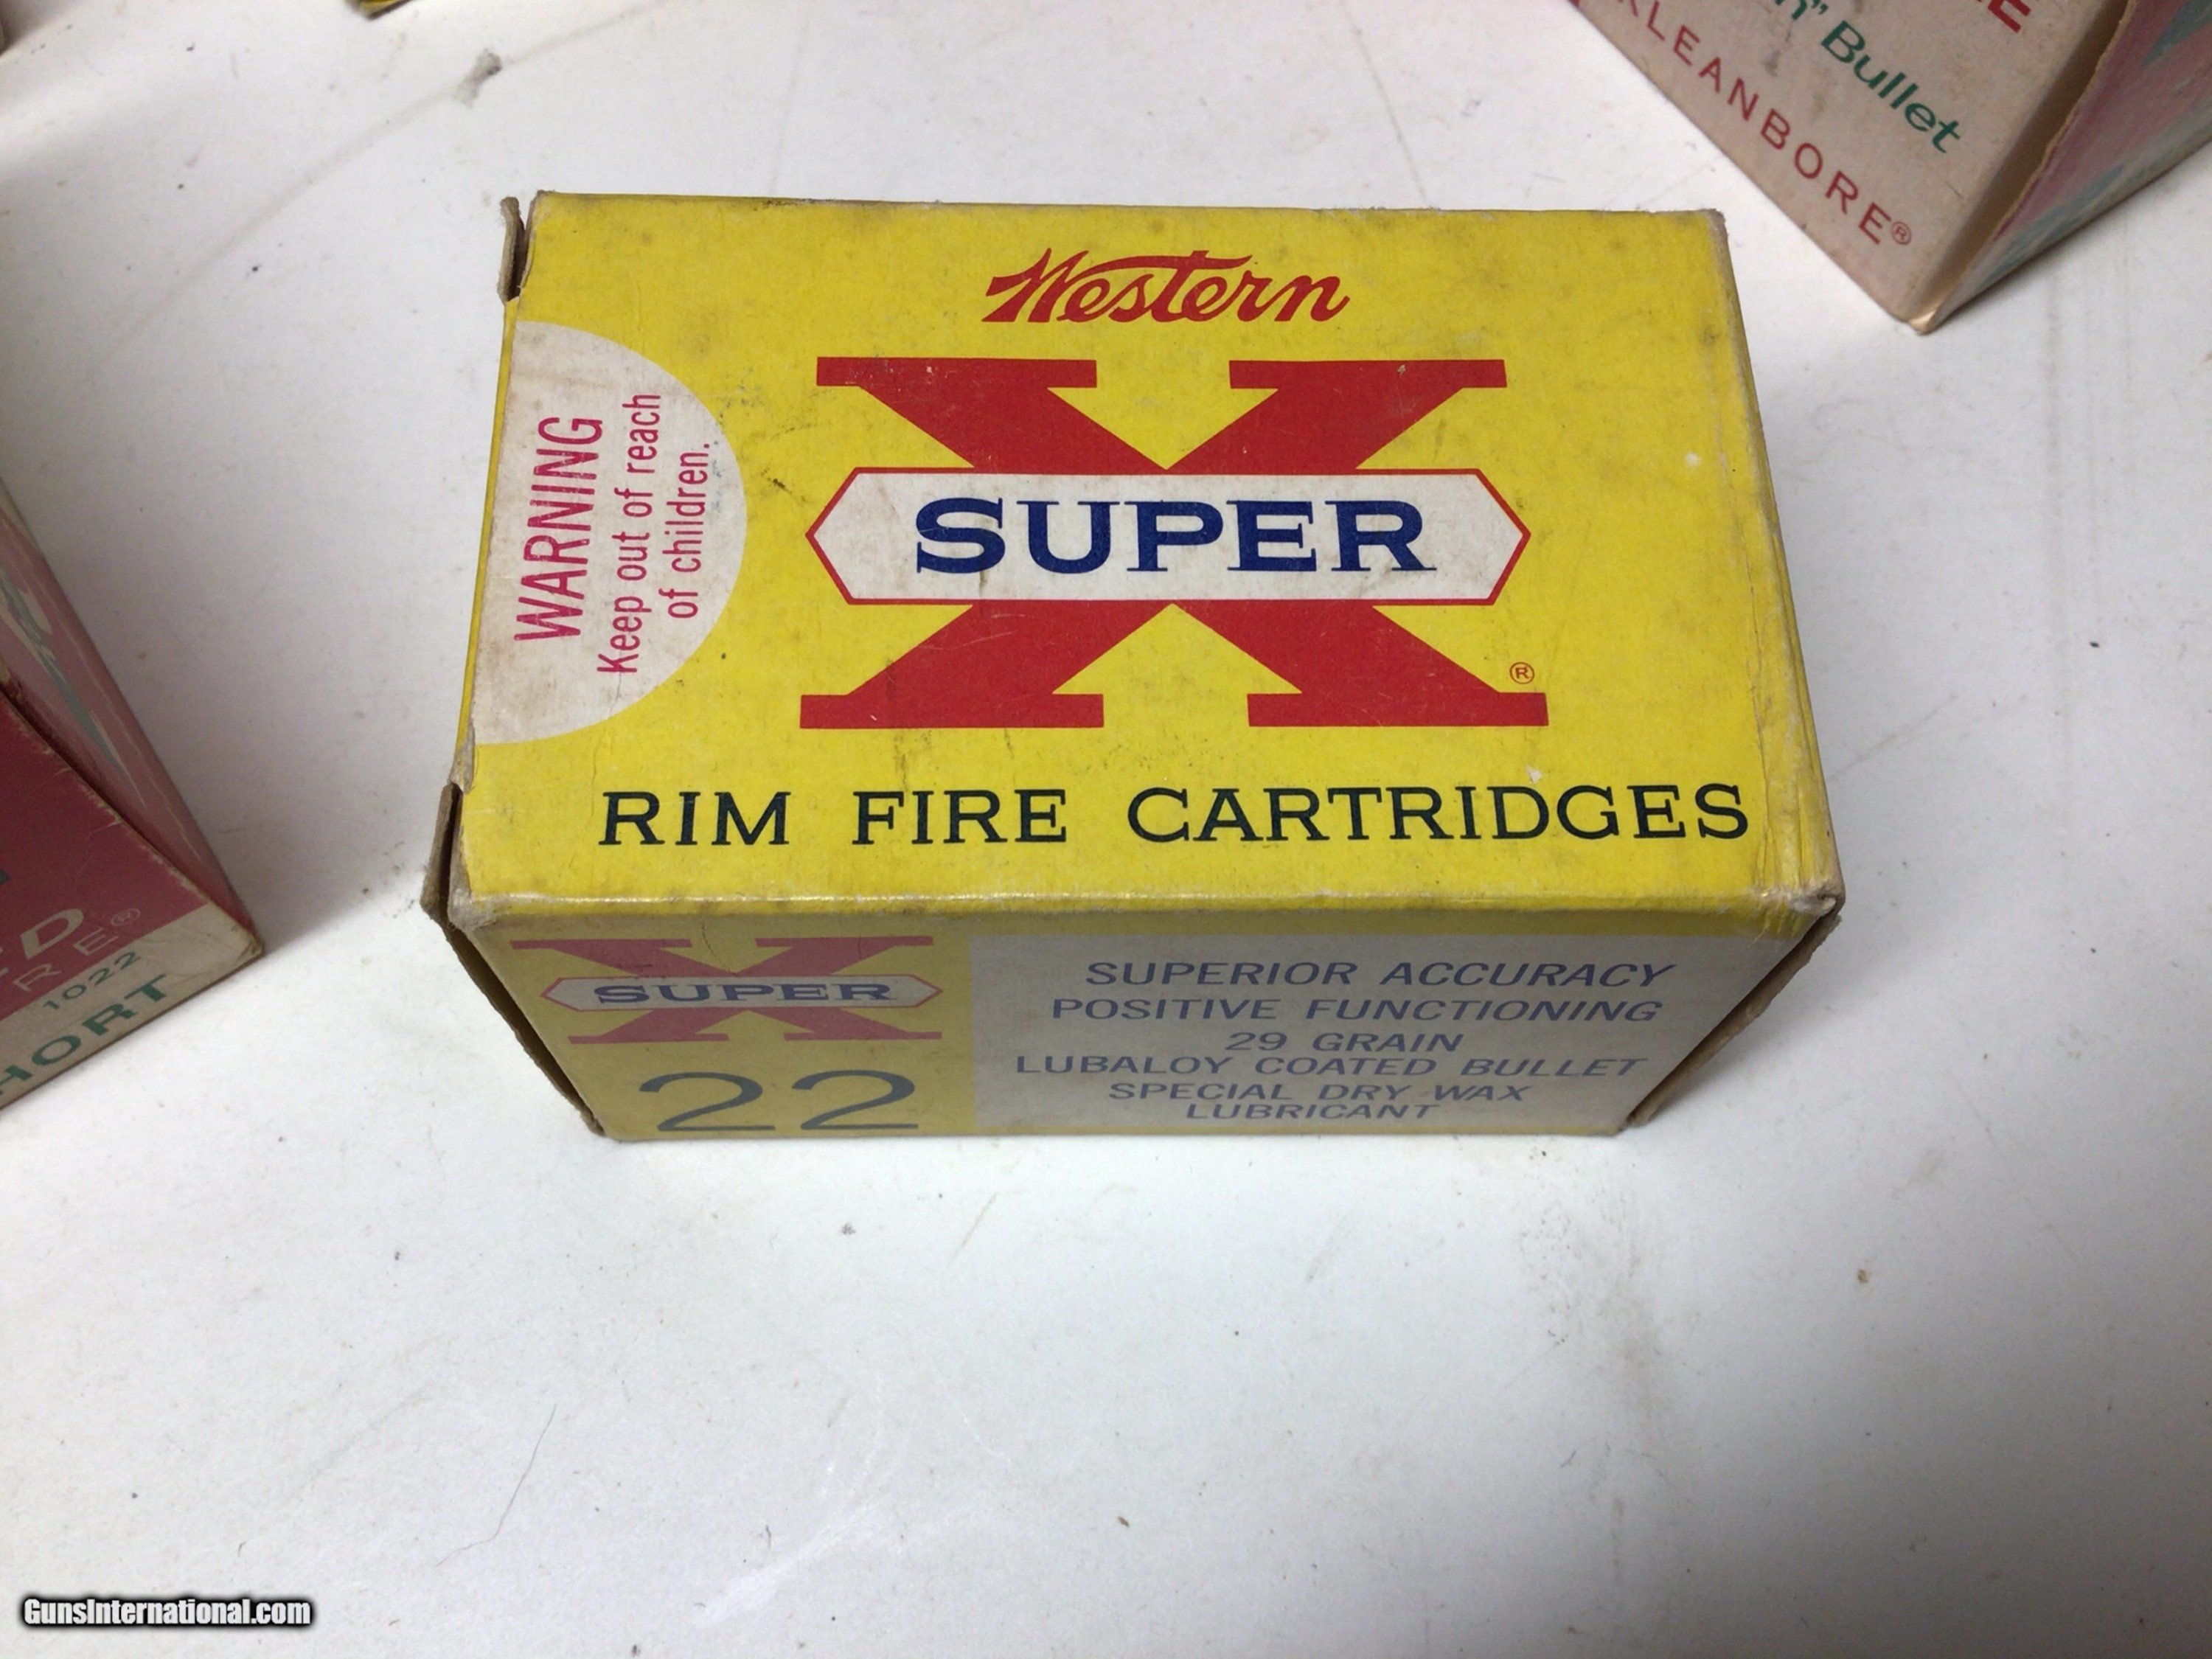 Western
X
SUPER
®
RIM FIRE CARTRIDGES
WARNING
Keep out of reach
of children.
X
SUPER
22
SUPERIOR ACCURACY
POSITIVE FUNCTIONING
29 GRAIN
LUBALOY COATED BULLET
SPECIAL DRY WAX
LUBRICANT
Bullet
KLEANBORE®
1022
GunsInternational.com